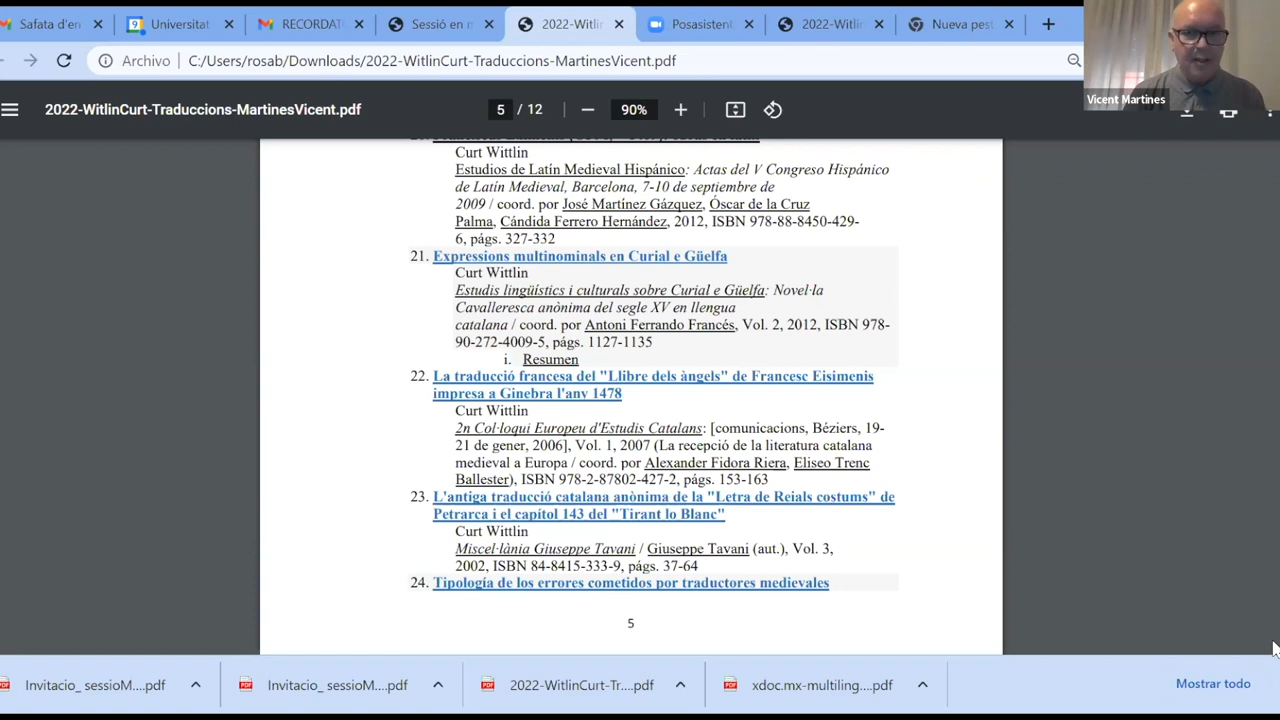 Safata d'en
Universitat
RECORDAT
Sessió en m
2022-Witlin
Posasistent
2022-Witlin
Nueva pest
Archivo
C:/Users/rosab/Downloads/2022-WitlinCurt-Traduccions-MartinesVicent.pdf
Vicent Martines
2022-WitlinCurt-Traduccions-MartinesVicent.pdf
5 / 12
90%
Curt Wittlin
Estudios de Latín Medieval Hispánico: Actas del V Congreso Hispánico
de Latín Medieval, Barcelona, 7-10 de septiembre de
2009 / coord. por José Martínez Gázquez, Óscar de la Cruz
Palma, Cándida Ferrero Hernández, 2012, ISBN 978-88-8450-429-
6, págs. 327-332
21. Expressions multinominals en Curial e Güelfa
Curt Wittlin
Estudis lingüístics i culturals sobre Curial e Güelfa: Novel·la
Cavalleresca anònima del segle XV en llengua
catalana / coord. por Antoni Ferrando Francés, Vol. 2, 2012, ISBN 978-
90-272-4009-5, págs. 1127-1135
i. Resumen
22. La traducció francesa del "Llibre dels àngels" de Francesc Eisimenis
impresa a Ginebra l'any 1478
Curt Wittlin
2n Col·loqui Europeu d'Estudis Catalans: [comunicacions, Béziers, 19-
21 de gener, 2006], Vol. 1, 2007 (La recepció de la literatura catalana
medieval a Europa / coord. por Alexander Fidora Riera, Eliseo Trenc
Ballester), ISBN 978-2-87802-427-2, págs. 153-163
23. L'antiga traducció catalana anònima de la "Letra de Reials costums" de
Petrarca i el capítol 143 del "Tirant lo Blanc"
Curt Wittlin
Miscel·lània Giuseppe Tavani / Giuseppe Tavani (aut.), Vol. 3,
2002, ISBN 84-8415-333-9, págs. 37-64
24. Tipología de los errores cometidos por traductores medievales
5
Invitacio_ sessioM....pdf
Invitacio_ sessioM....pdf
2022-WitlinCurt-Tr....pdf
xdoc.mx-multiling....pdf
Mostrar todo